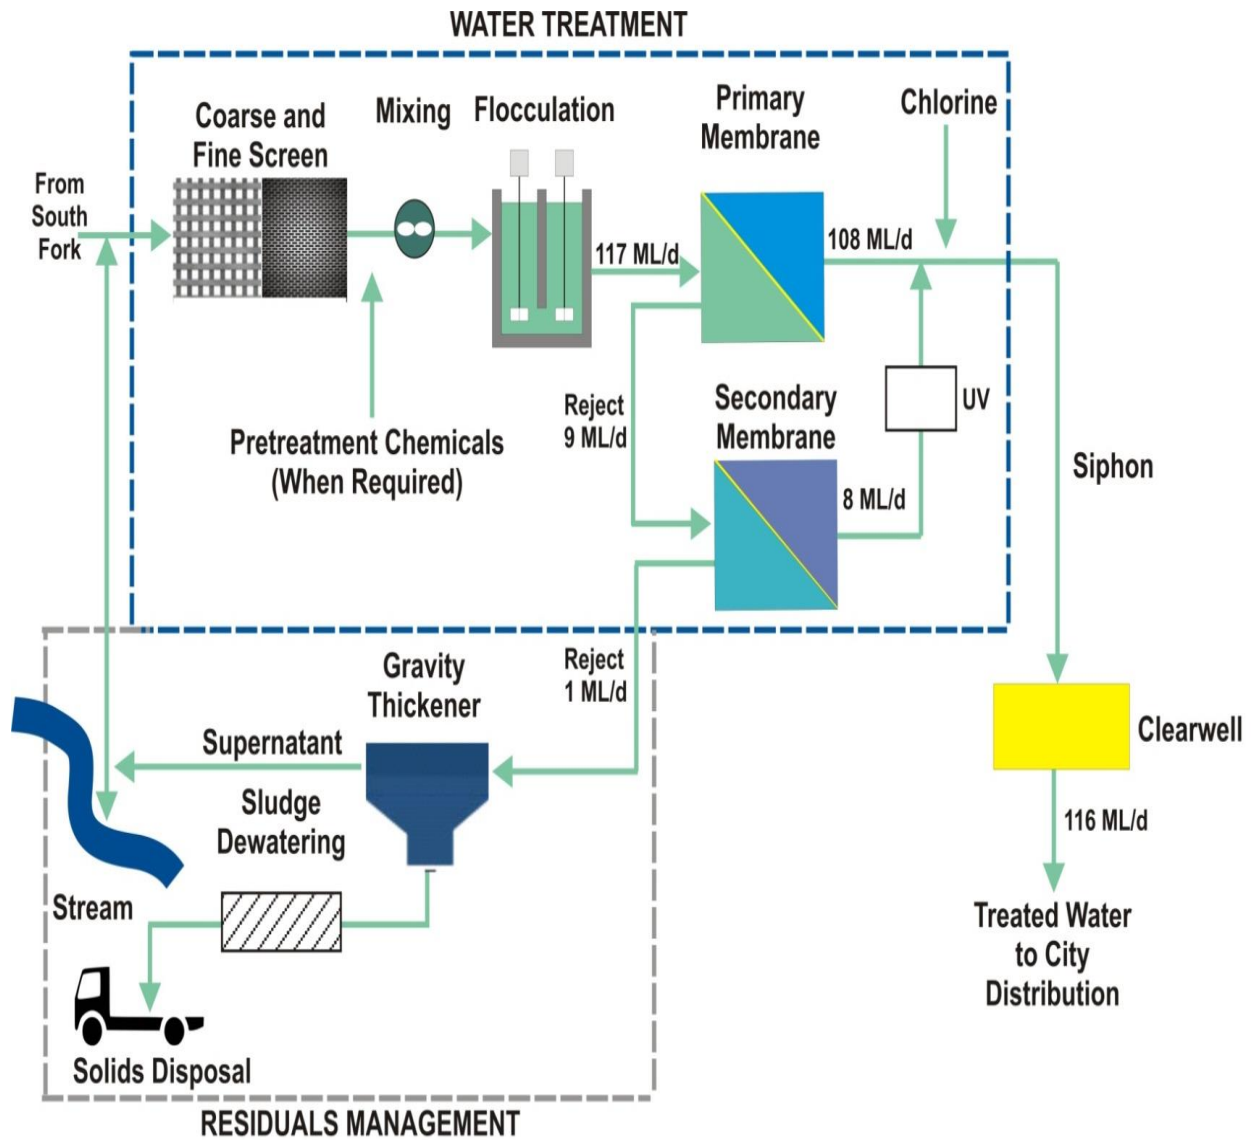 WATER TREATMENT
Coarse and
Fine Screen
Mixing
Flocculation
Primary
Membrane
Chlorine
From
South
Fork
117 ML/d
108 ML/d
Pretreatment Chemicals
(When Required)
Reject
9 ML/d
Secondary
Membrane
UV
8 ML/d
Siphon
Reject
1 ML/d
Gravity
Thickener
Supernatant
Sludge
Dewatering
Stream
Solids Disposal
Clearwell
116 ML/d
Treated Water
to City
Distribution
RESIDUALS MANAGEMENT